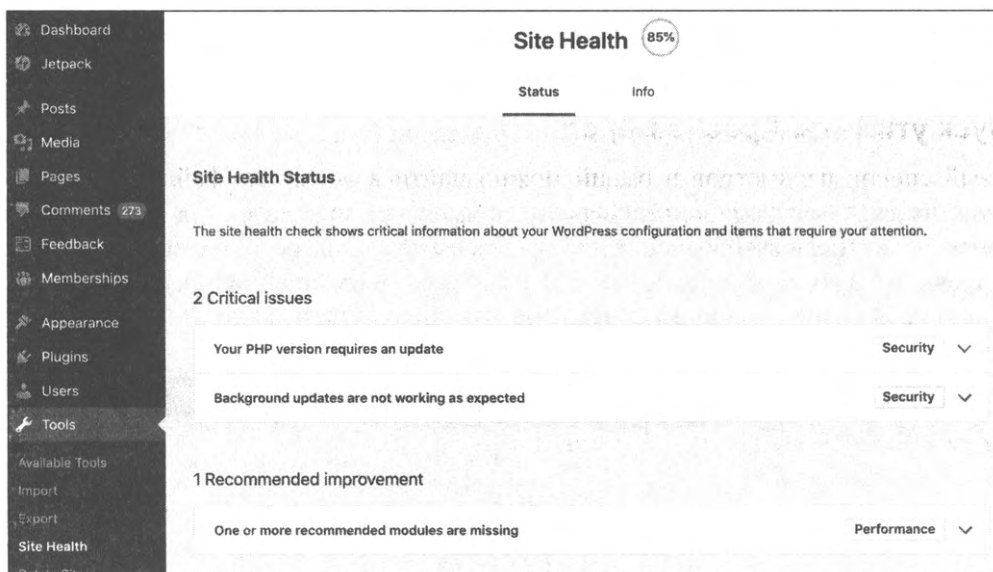 Dashboard
Jetpack
Posts
Media
Pages
Comments 273
Feedback
Memberships
Appearance
Plugins
Users
Tools
Available Tools
Import
Export
Site Health
Site Health 85%
Status Info
Site Health Status
The site health check shows critical information about your WordPress configuration and items that require your attention.
2 Critical issues
Your PHP version requires an update Security
Background updates are not working as expected Security
1 Recommended improvement
One or more recommended modules are missing Performance